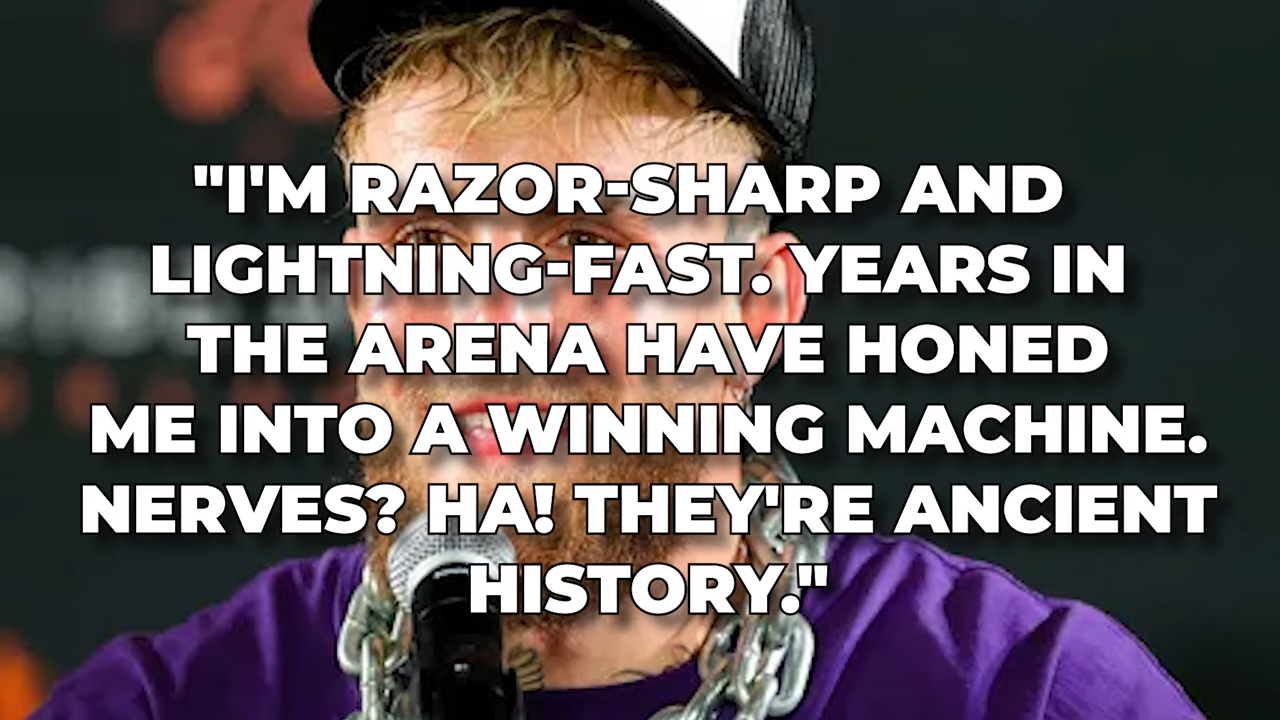 "I'M RAZOR-SHARP AND
LIGHTNING-FAST. YEARS IN
THE ARENA HAVE HONED
ME INTO A WINNING MACHINE.
NERVES? HA! THEY'RE ANCIENT
HISTORY."